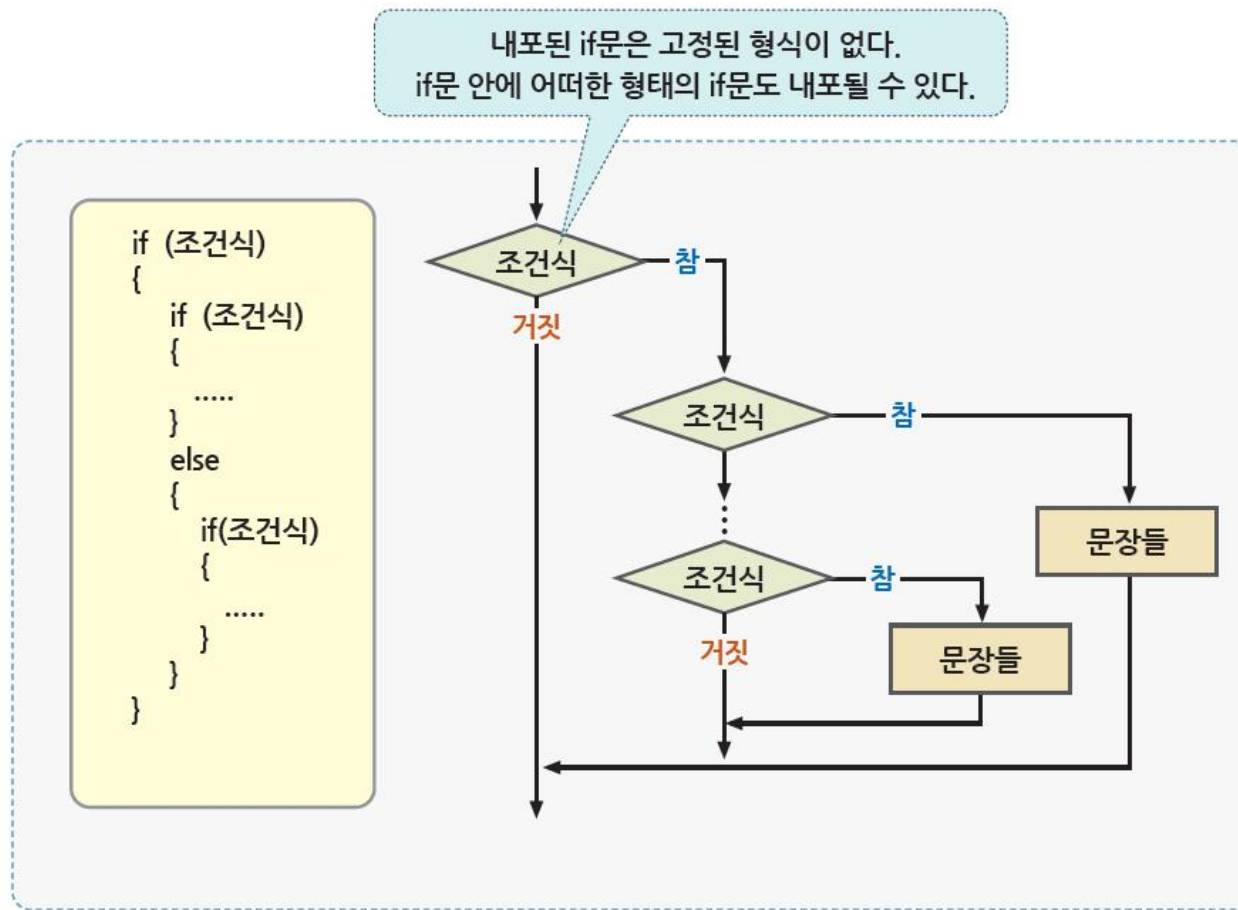 내포된 if문은 고정된 형식이 없다.
if문 안에 어떠한 형태의 if문도 내포될 수 있다.
if (조건식)
{
if (조건식)
{
.....
}
else
{
if(조건식)
{
.....
}
}
}
조건식
참
거짓
조건식
참
문장들
조건식
참
거짓
문장들